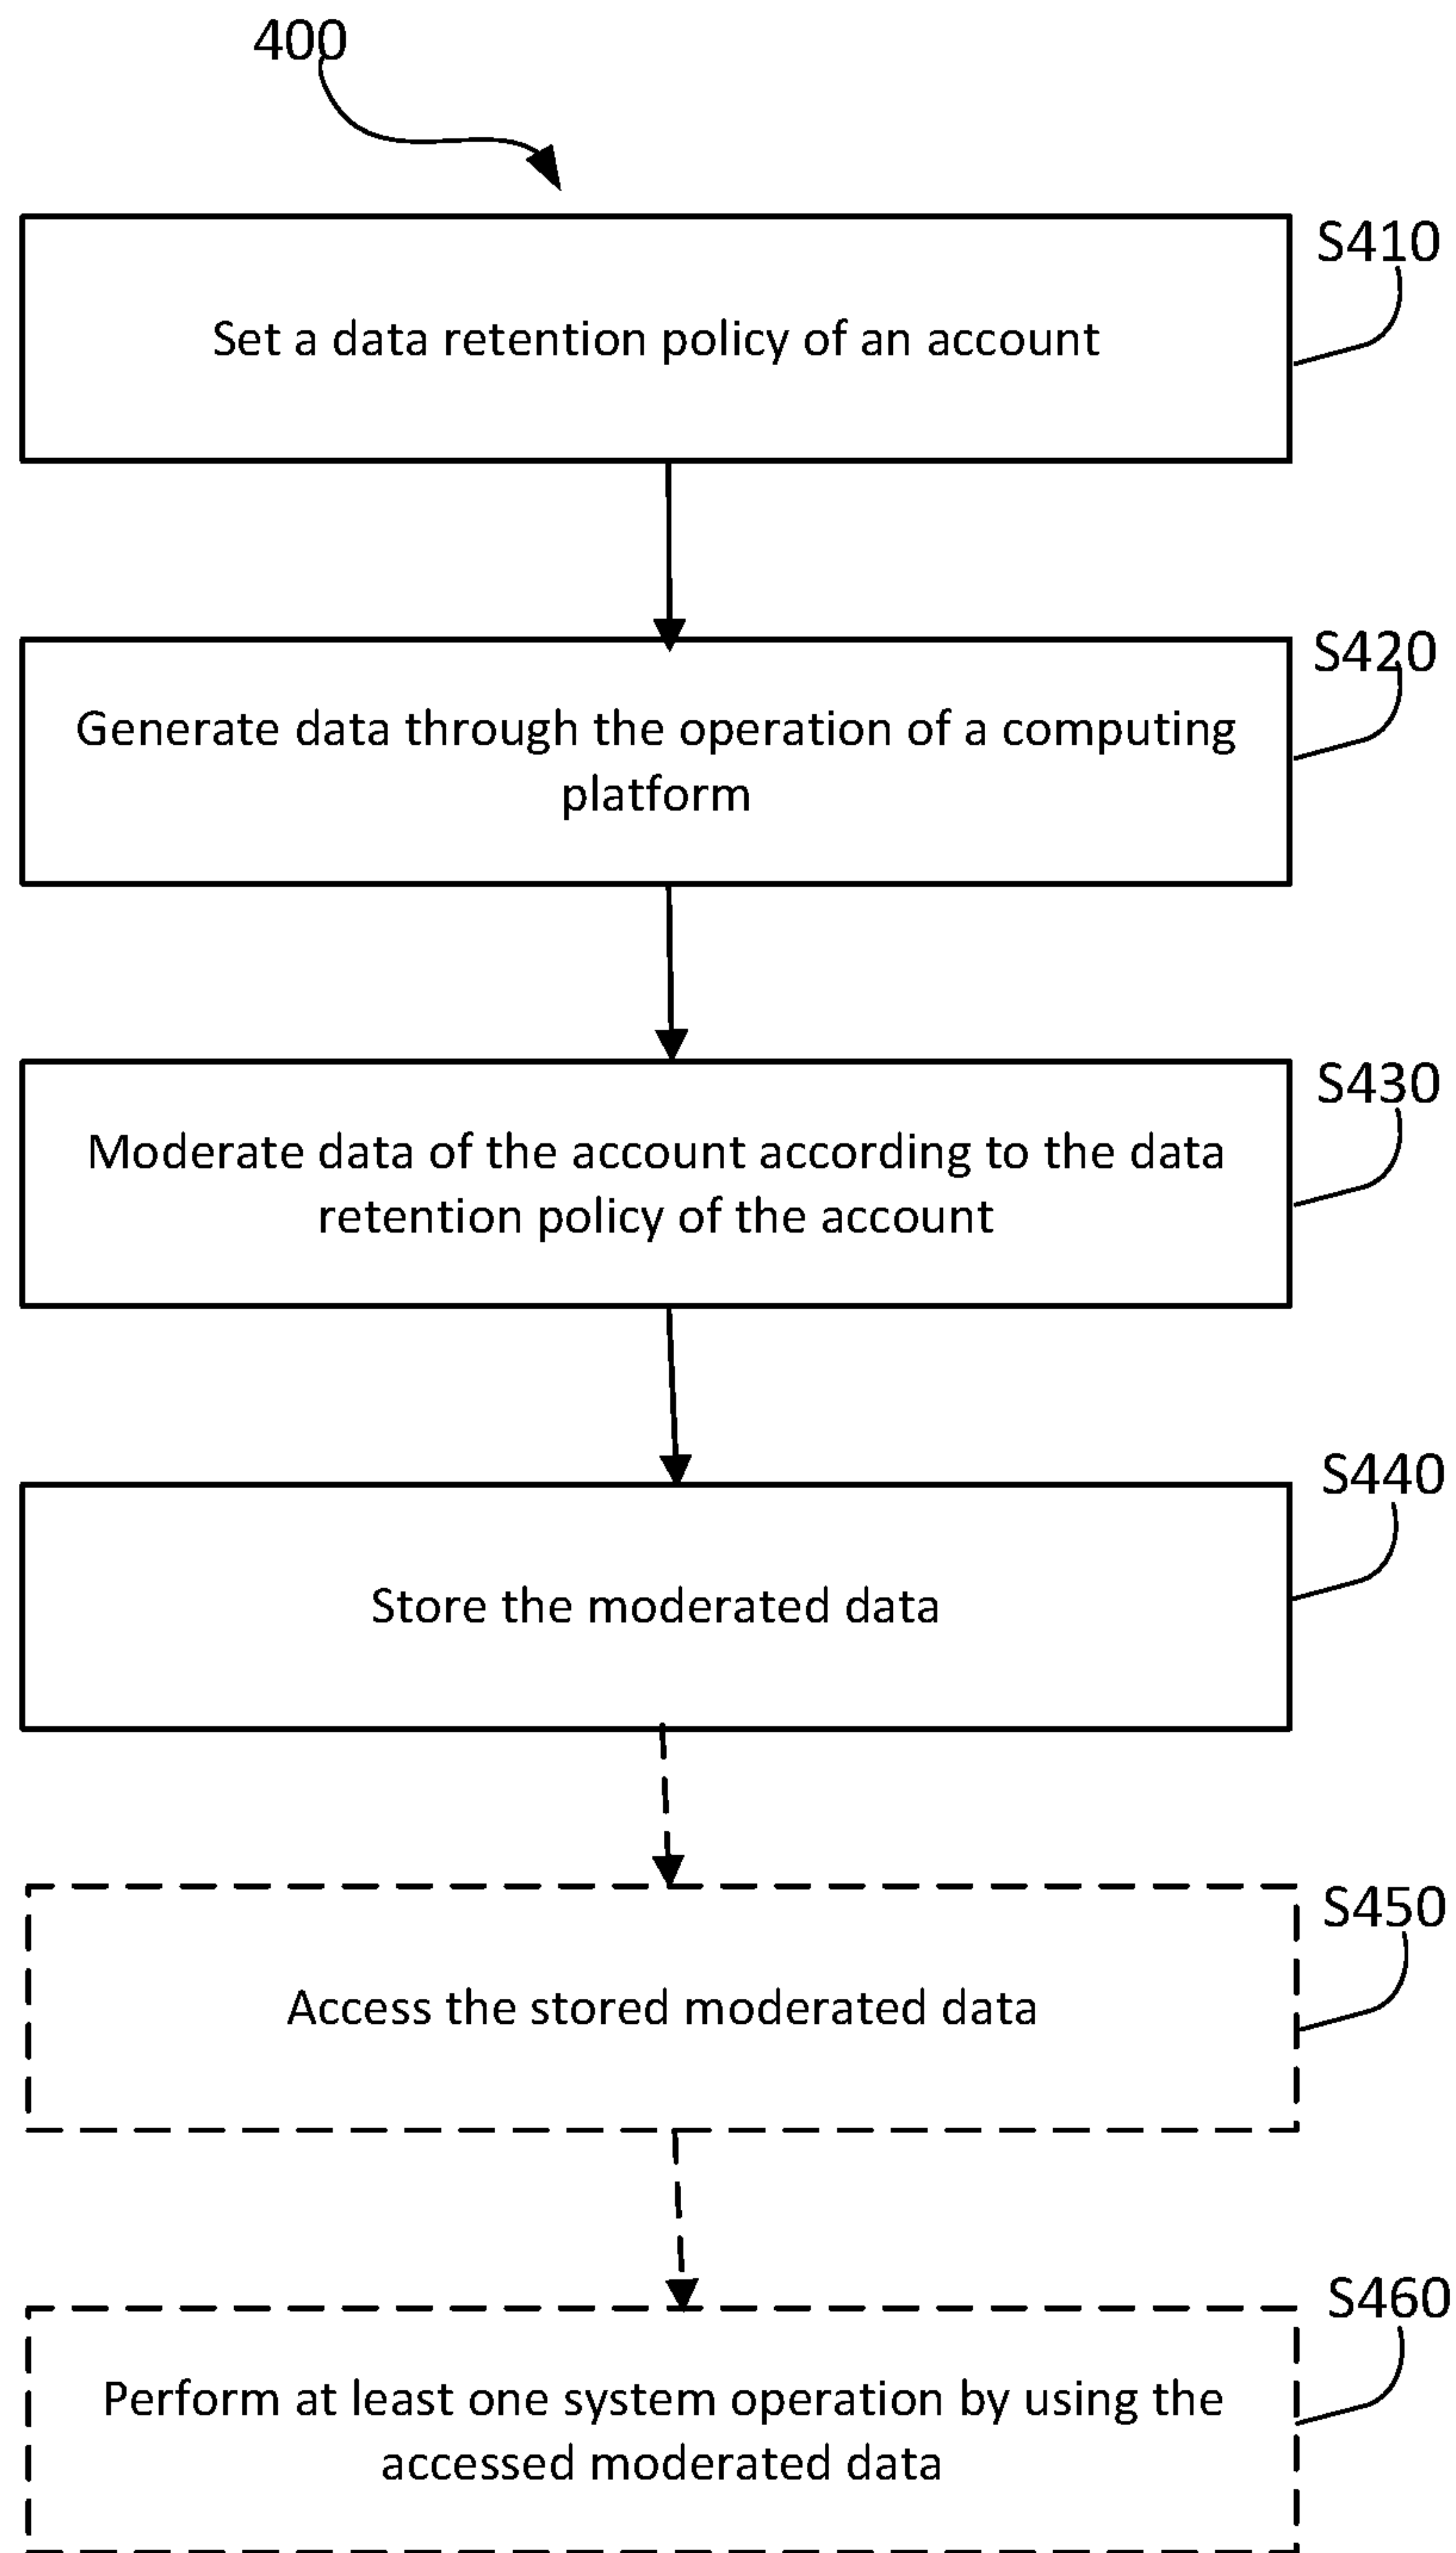 400
S410
Set a data retention policy of an account
S420
Generate data through the operation of a computing
platform
S430
Moderate data of the account according to the data
retention policy of the account
S440
Store the moderated data
S450
Access the stored moderated data
S460
Perform at least one system operation by using the
accessed moderated data